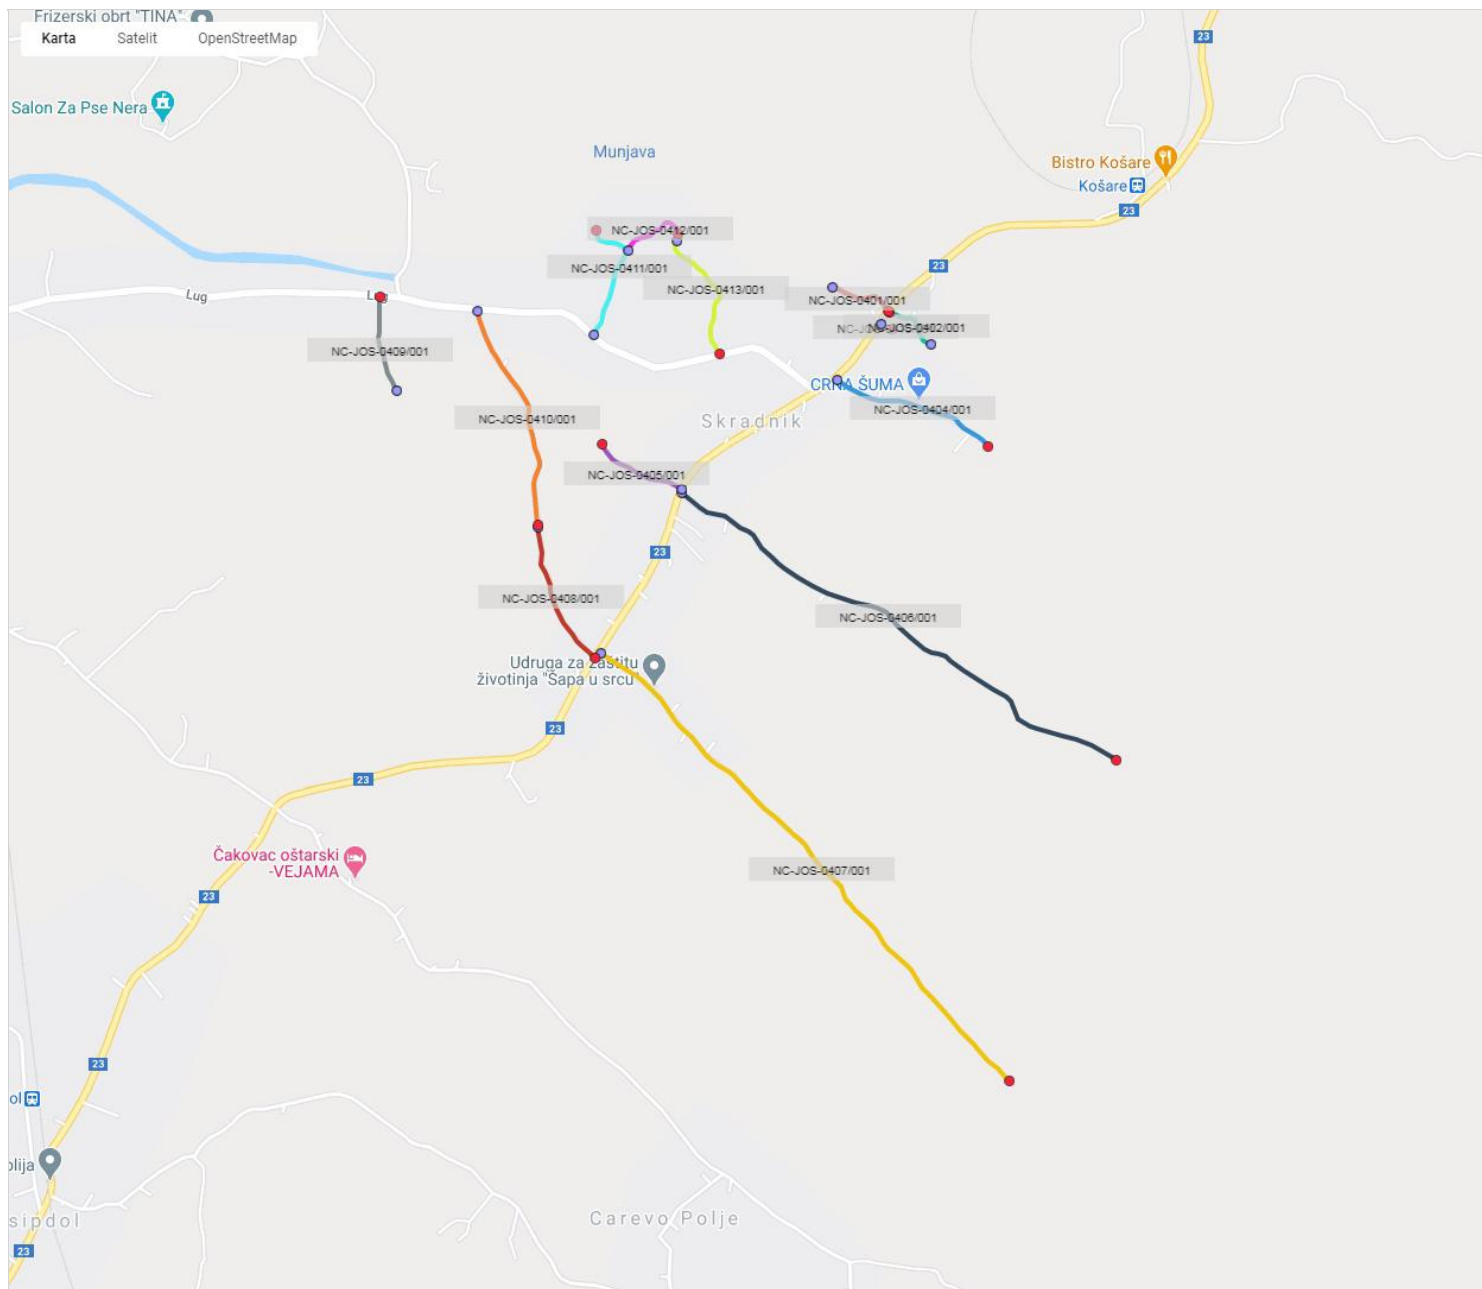 Frizerski obrt "TINA"
Karta
Satelit
OpenStreetMap
23
Salon Za Pse Nera
Munjava
Bistro Košare
Košare
23
NC-JOS-0412/001
NC-JOS-0411/001
23
NC-JOS-0413/001
Lug
Lug
NC-JOS-0401/001
NC-JOS-0402/001
NC-JOS-0409/001
CRNA ŠUMA
NC-JOS-0404/001
NC-JOS-0410/001
Skradnik
NC-JOS-0405/001
23
NC-JOS-0408/001
NC-JOS-0406/001
Udruga za zaštitu
životinja "Šapa u srcu"
23
23
Čakovac oštarski
-VEJAMA
NC-JOS-0407/001
23
23
ol
olija
sipdol
Carevo Polje
23